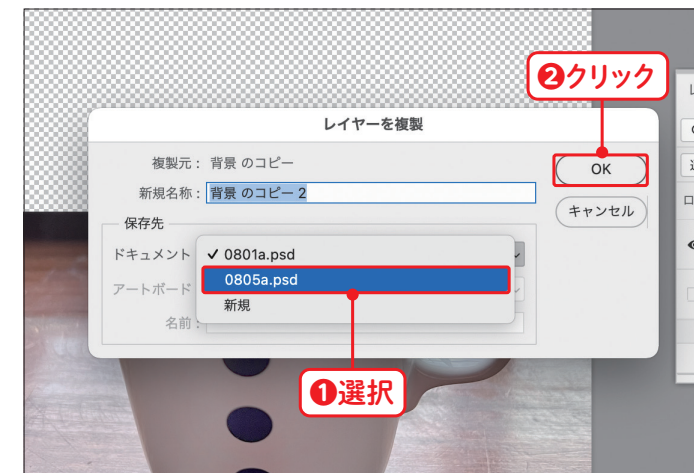 ❷クリック
レイヤーを複製
複製元： 背景 のコピー
OK
新規名称： 背景 のコピー 2
キャンセル
保存先
ドキュメント ✓ 0801a.psd
0805a.psd
アートボード
新規
名前：
❶選択